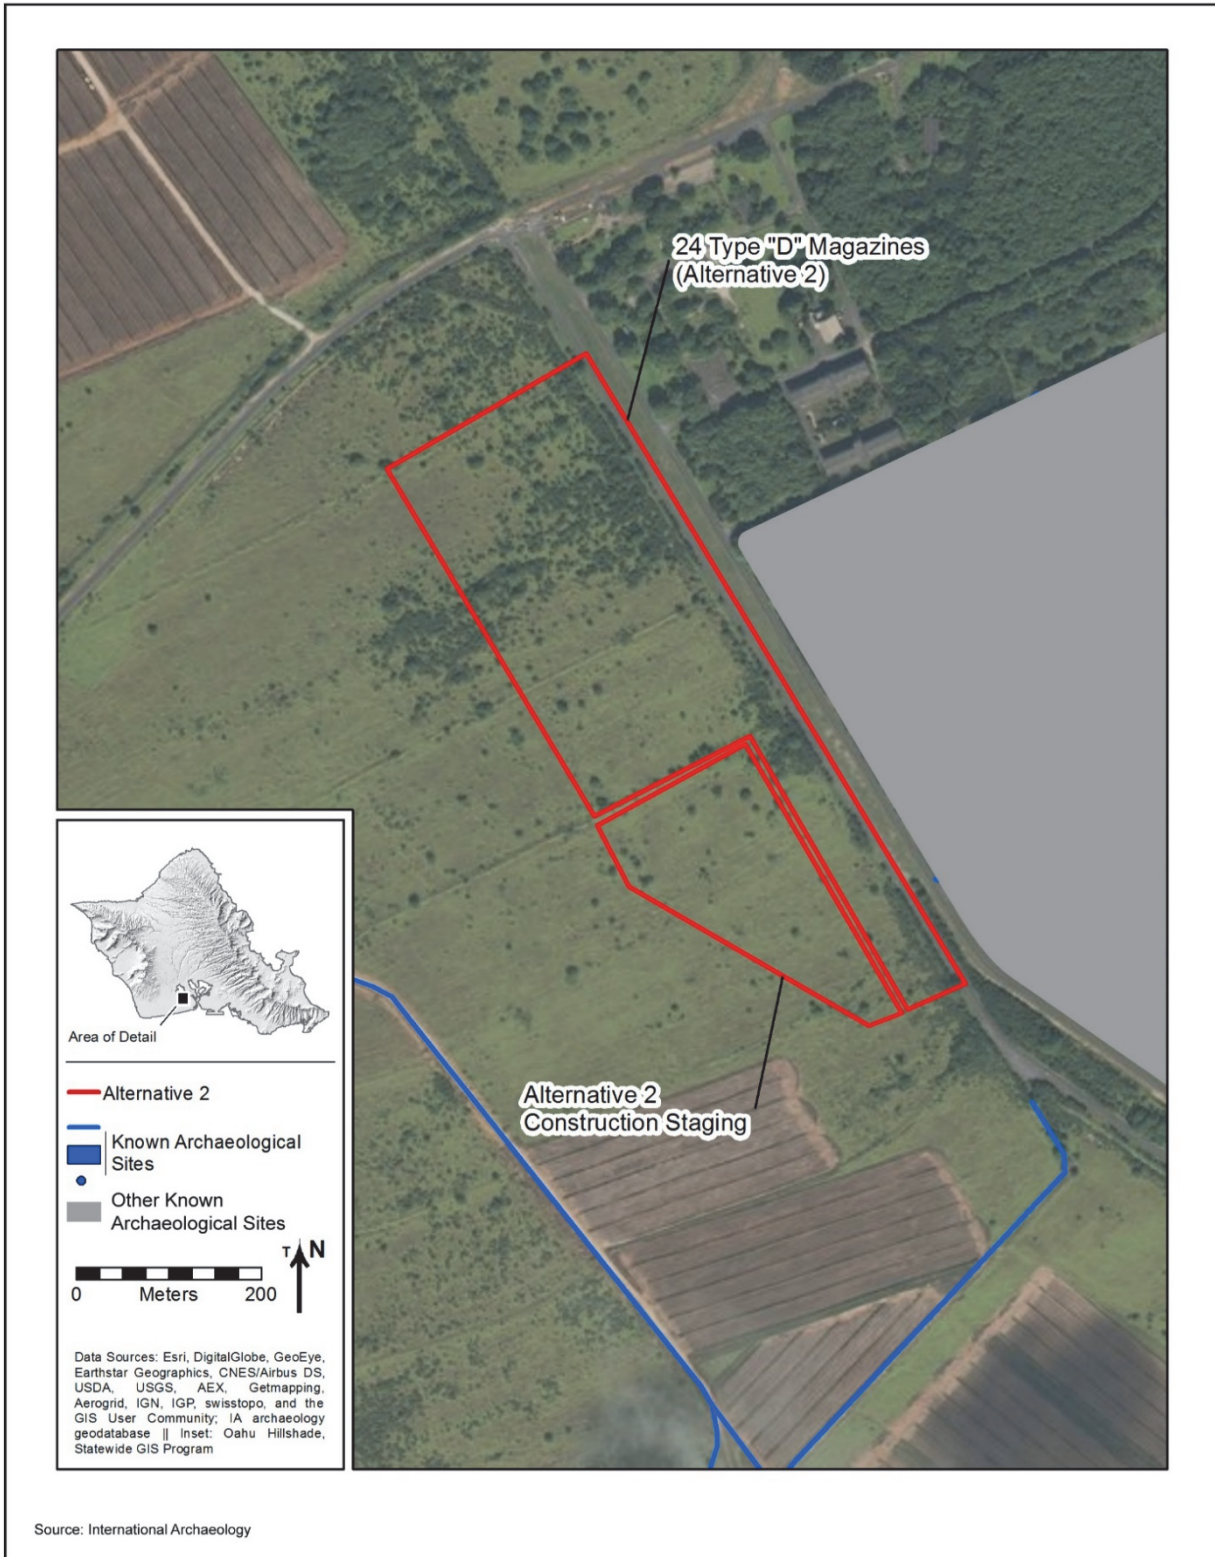 24 Type "D" Magazines
(Alternative 2)
Alternative 2
Construction Staging
Area of Detail
Alternative 2
Known Archaeological
Sites
Other Known
Archaeological Sites
T N
0 Meters 200
Data Sources: Esri, DigitalGlobe, GeoEye,
Earthstar Geographics, CNES/Airbus DS,
USDA, USGS, AEX, Getmapping,
Aerogrid, IGN, IGP, swisstopo, and the
GIS User Community; IA archaeology
geodatabase || Inset: Oahu Hillshade,
Statewide GIS Program
Source: International Archaeology